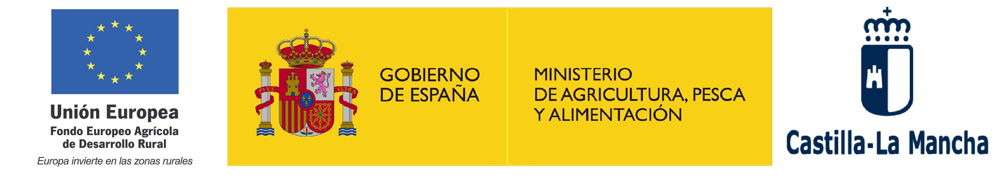 Unión Europea
Fondo Europeo Agrícola
de Desarrollo Rural
Europa invierte en las zonas rurales
PLVS
VLTRA
GOBIERNO
DE ESPAÑA
MINISTERIO
DE AGRICULTURA, PESCA
Y ALIMENTACIÓN
Castilla-La Mancha